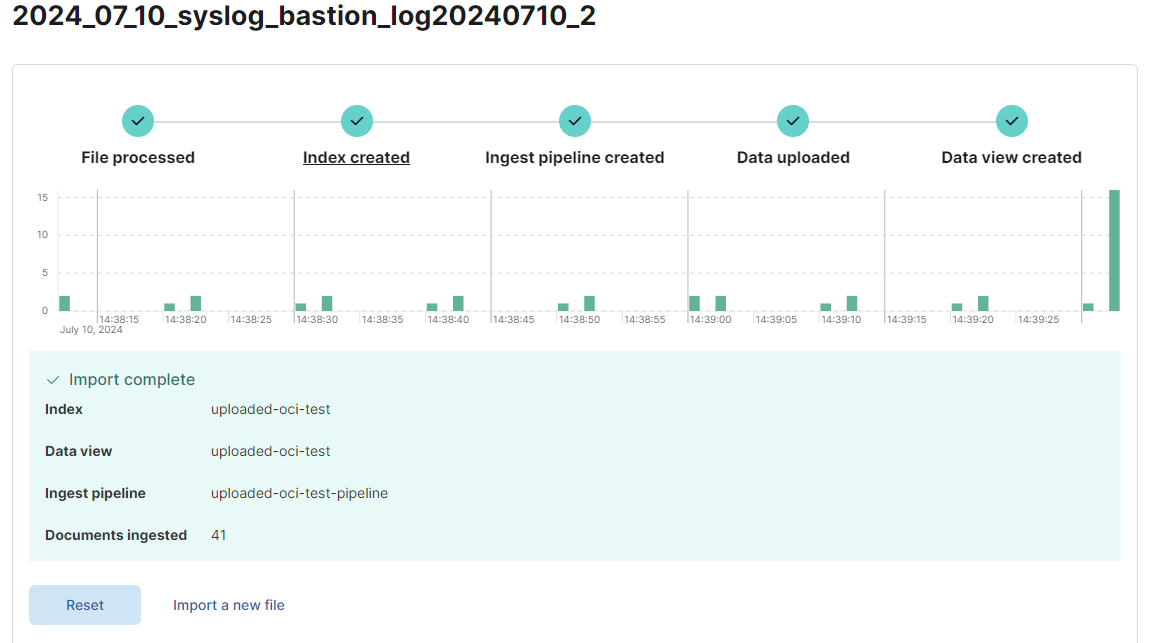 2024_07_10_syslog_bastion_log20240710_2
File processed
Index created
Ingest pipeline created
Data uploaded
Data view created
15
10
5
0
14:38:15
14:38:20
14:38:25
14:38:30
14:38:35
14:38:40
14:38:45
14:38:50
14:38:55
14:39:00
14:39:05
14:39:10
14:39:15
14:39:20
14:39:25
July 10, 2024
Import complete
Index uploaded-oci-test
Data view uploaded-oci-test
Ingest pipeline uploaded-oci-test-pipeline
Documents ingested 41
Reset Import a new file